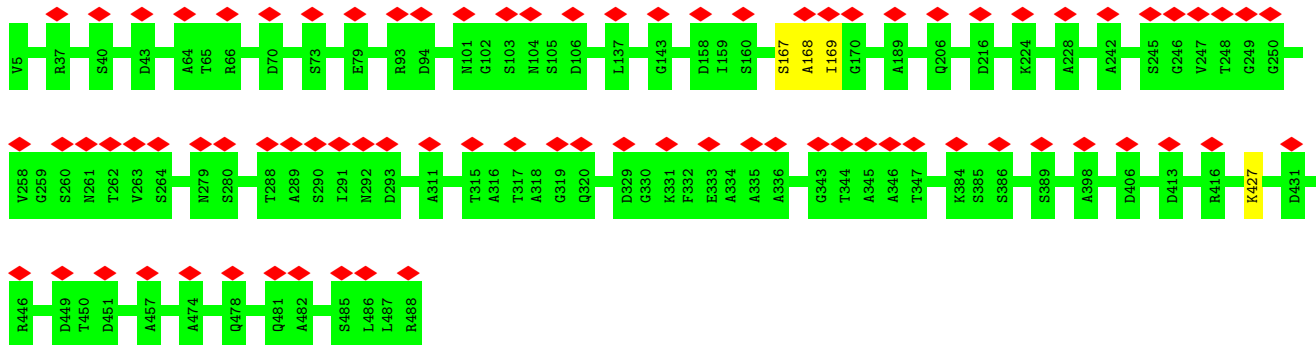 V5 R37 S40 D43 A64 T65 R66 D70 S73 E79 R93 D94 N101 G102 S103 N104 S105 D106 L137 G143 D158 I159 S160 S167 A168 I169 G170 A189 Q206 D216 K224 A228 A242 S245 G246 V247 T248 G249 G250
V258 G259 S260 N261 T262 V263 S264 N279 S280 T288 A289 S290 I291 N292 D293 A311 T315 A316 T317 A318 G319 Q320 D329 G330 K331 F332 E333 A334 A335 A336 G343 T344 A345 A346 T347 K384 S385 S386 S389 A398 D406 D413 R416 K427 D431
R446 D449 T450 D451 A457 A474 Q478 Q481 A482 S485 L486 L487 R488